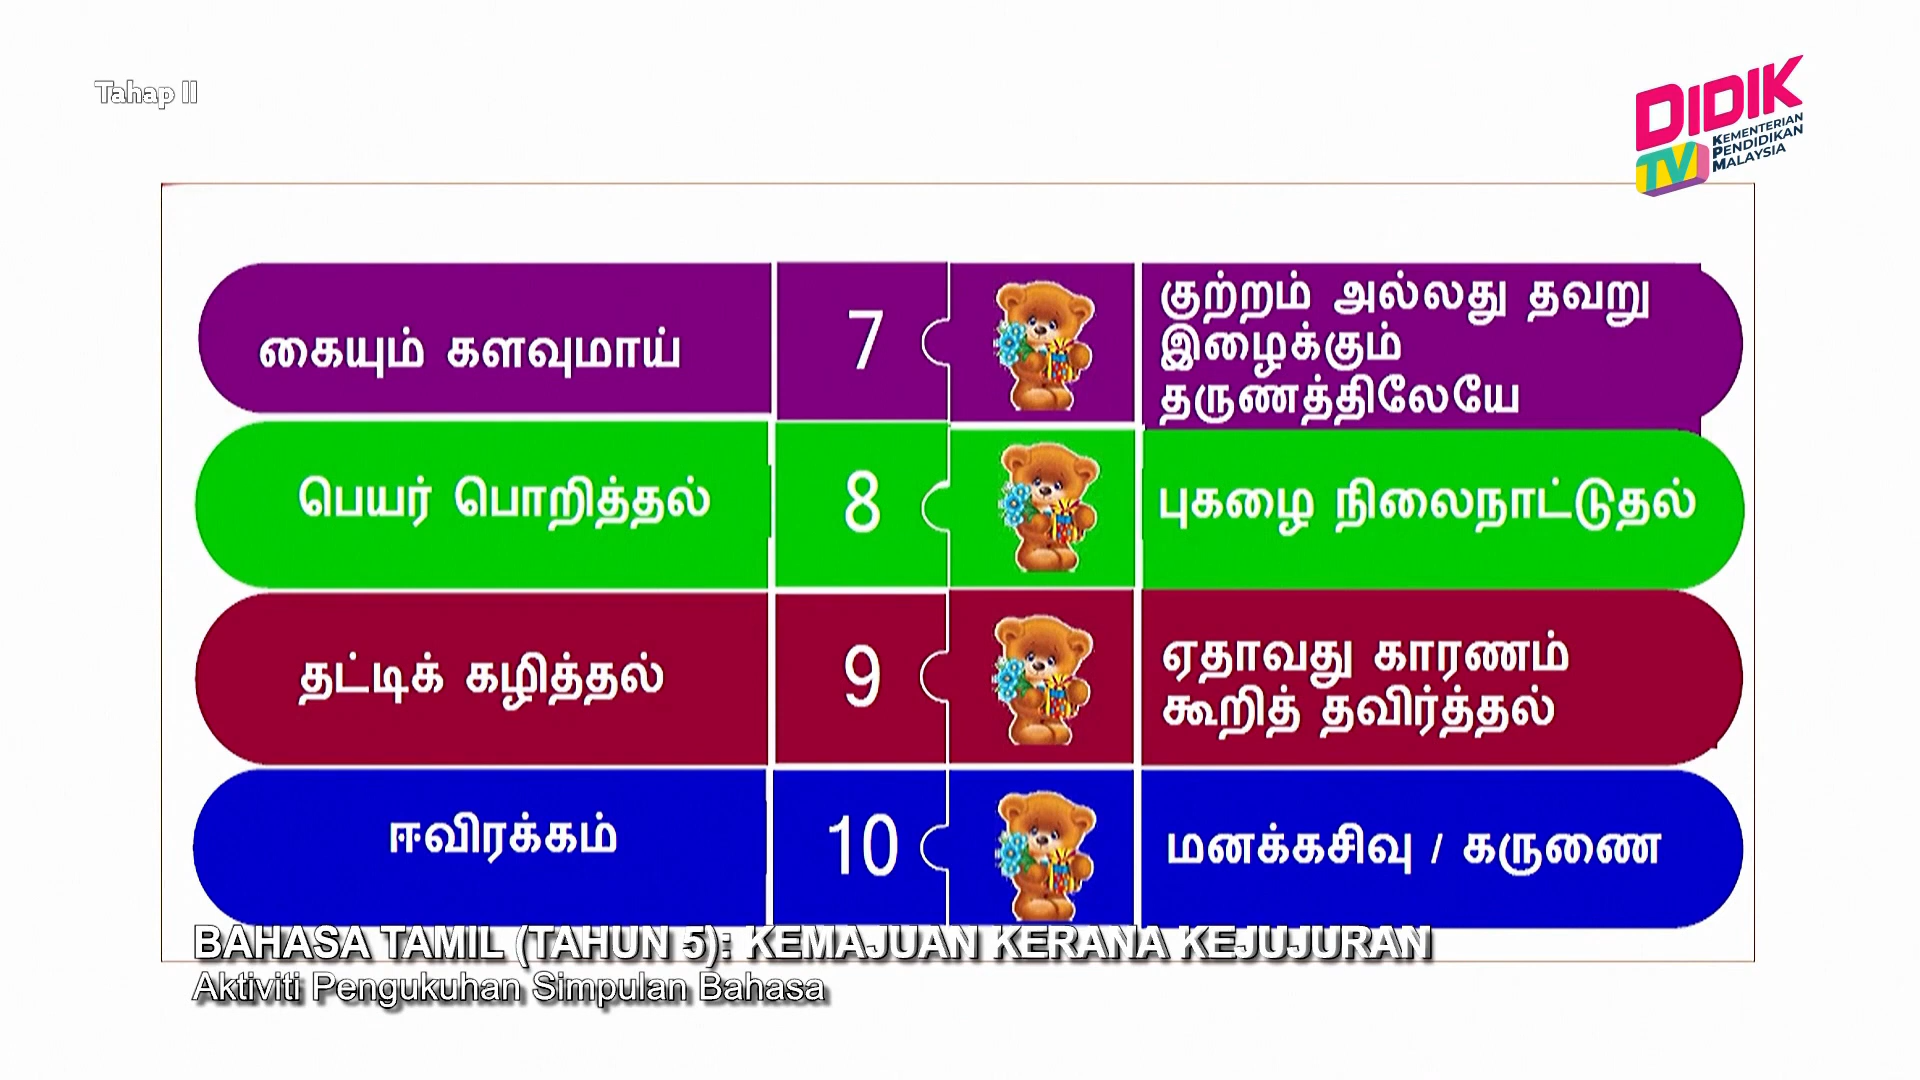 Tahap II
DIDIK
TV
KEMENTERIAN
PENDIDIKAN
MALAYSIA
கையும் களவுமாய்
7
குற்றம் அல்லது தவறு
இழைக்கும்
தருணத்திலேயே
பெயர் பொறித்தல்
8
புகழை நிலைநாட்டுதல்
தட்டிக் கழித்தல்
9
ஏதாவது காரணம்
கூறித் தவிர்த்தல்
ஈவிரக்கம்
10
மனக்கசிவு / கருணை
BAHASA TAMIL (TAHUN 5): KEMAJUAN KERANA KEJUJURAN
Aktiviti Pengukuhan Simpulan Bahasa